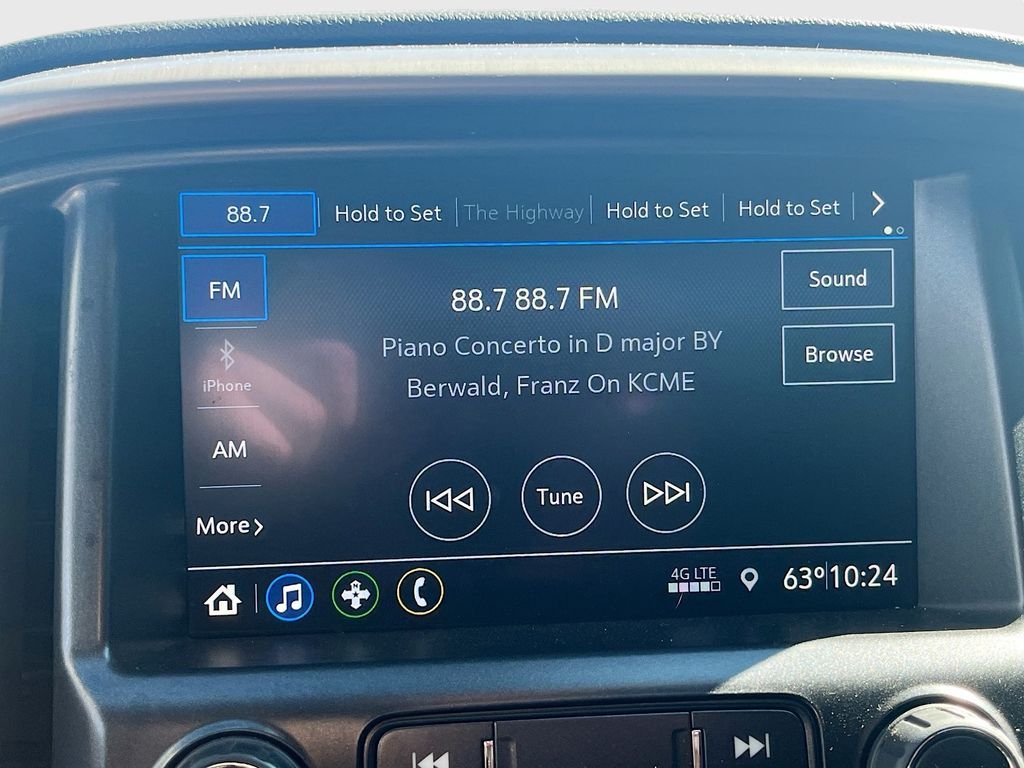 88.7 Hold to Set The Highway Hold to Set Hold to Set
FM
Sound
88.7 88.7 FM
Piano Concerto in D major BY
Berwald, Franz On KCME
Browse
iPhone
AM
Tune
More
4G LTE
63° 10:24